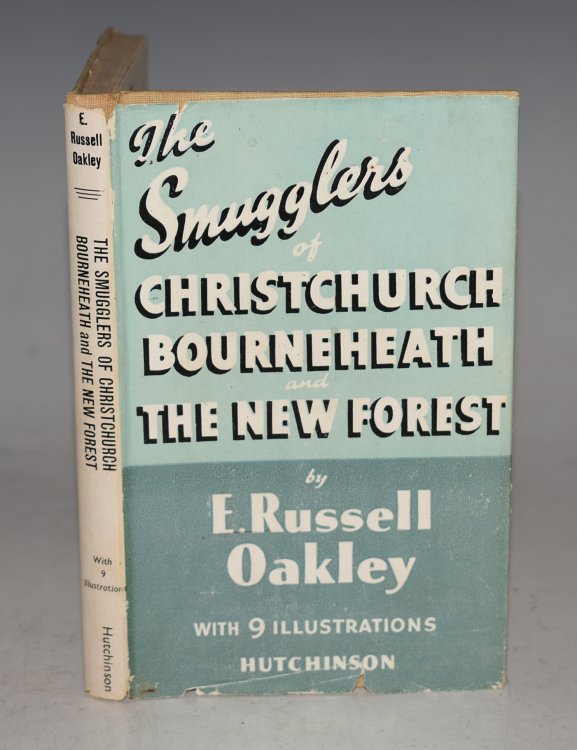 E.
Russell
Oakley
THE SMUGGLERS OF CHRISTCHURCH
BOURNEHEATH and THE NEW FOREST
With
9
illustrations
Hutchinson
The
Smugglers
of
CHRISTCHURCH
BOURNEHEATH
and
THE NEW FOREST
by
E. Russell
Oakley
WITH 9 ILLUSTRATIONS
HUTCHINSON